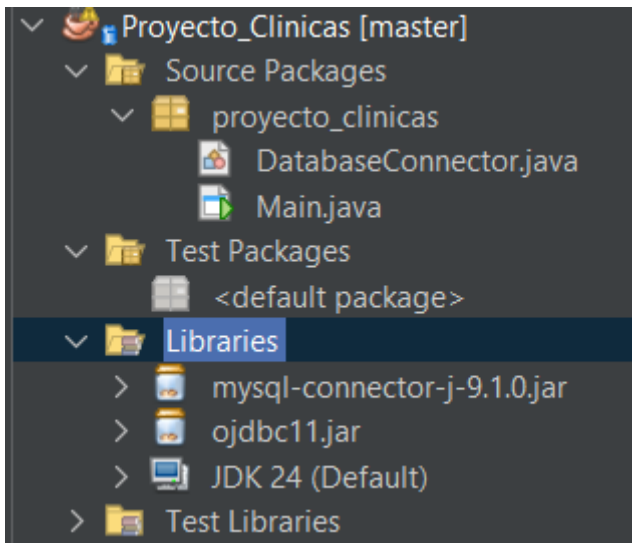 Proyecto_Clinicas [master]
Source Packages
proyecto_clinicas
DatabaseConnector.java
Main.java
Test Packages
<default package>
Libraries
mysql-connector-j-9.1.0.jar
ojdbc11.jar
JDK 24 (Default)
Test Libraries